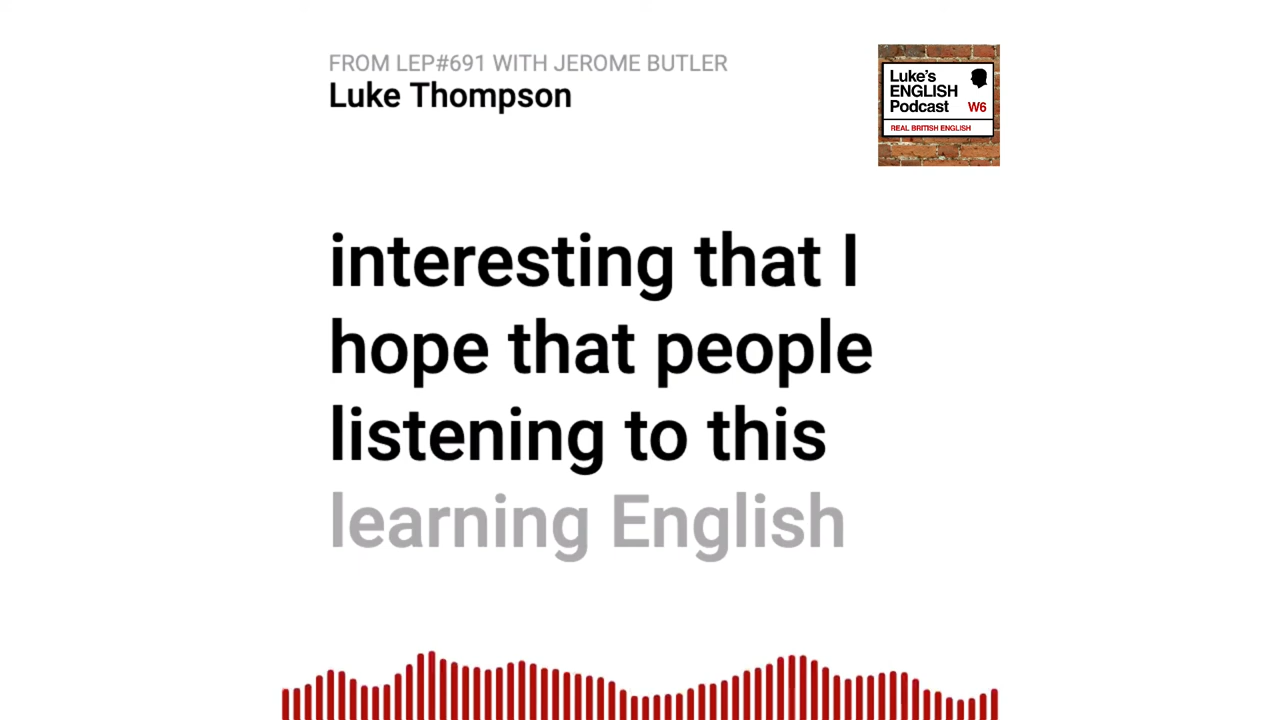 FROM LEP#691 WITH JEROME BUTLER
Luke Thompson
Luke's
ENGLISH
Podcast W6
REAL BRITISH ENGLISH
interesting that I
hope that people
listening to this
learning English